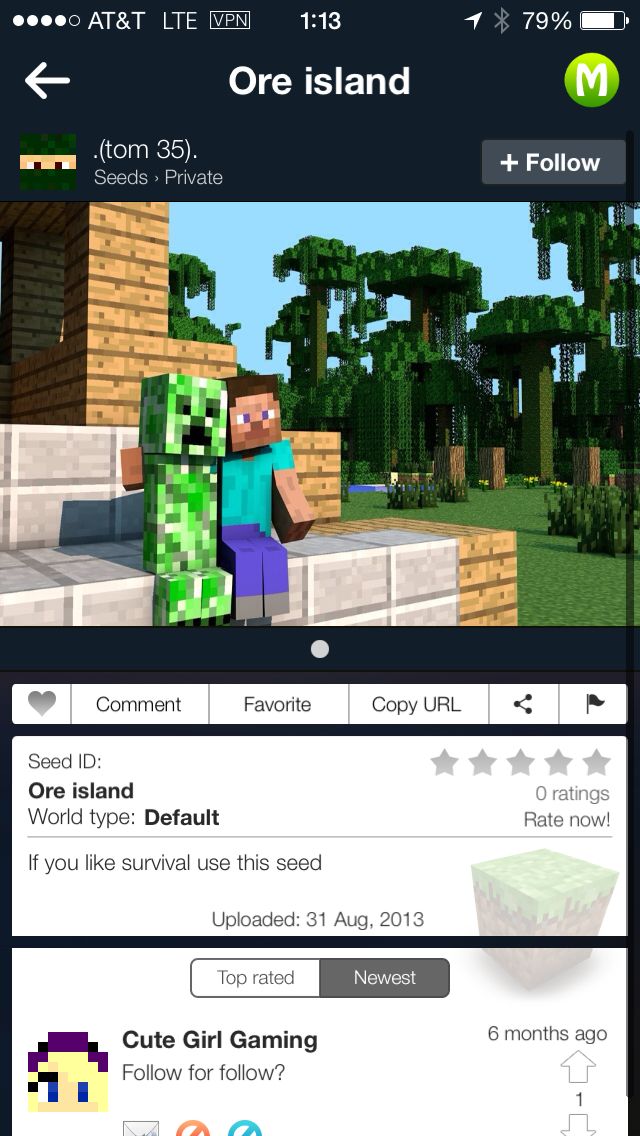 AT&T LTE VPN 1:13 79%
Ore island
M
.(tom 35).
Seeds › Private
+ Follow
Comment
Favorite
Copy URL
Seed ID:
Ore island
World type: Default
0 ratings
Rate now!
If you like survival use this seed
Uploaded: 31 Aug, 2013
Top rated
Newest
Cute Girl Gaming
6 months ago
Follow for follow?
1